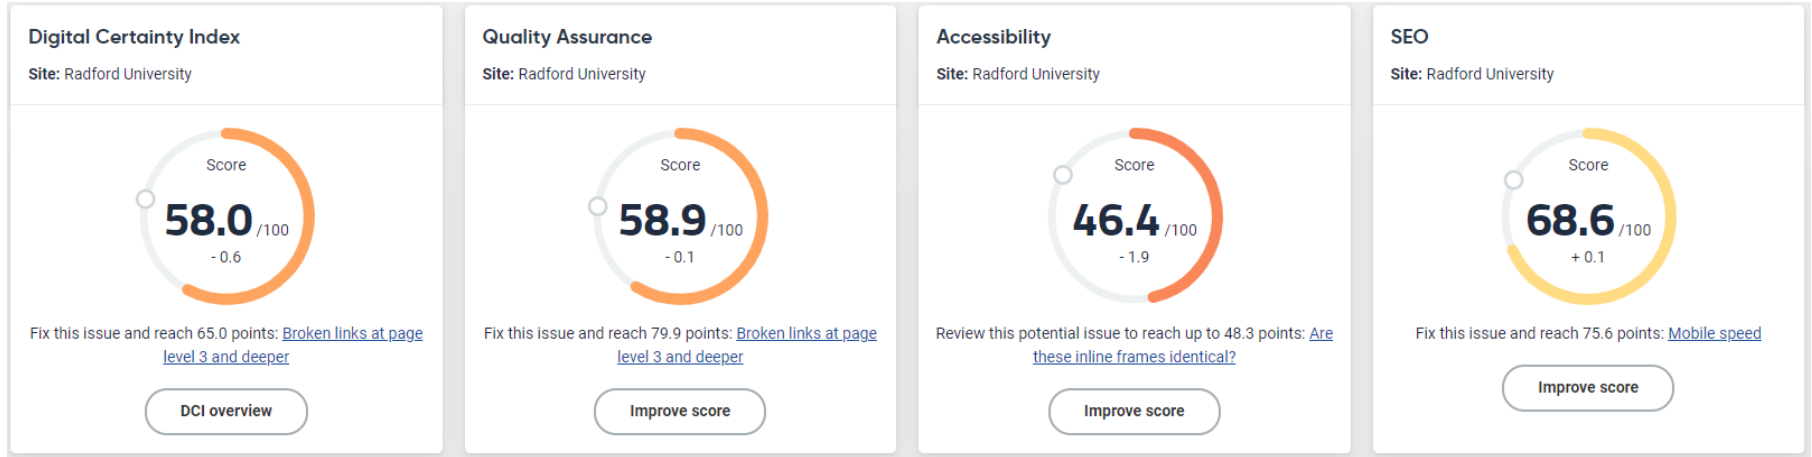 Digital Certainty Index
Site: Radford University
Score
58.0 /100
- 0.6
Fix this issue and reach 65.0 points: Broken links at page
level 3 and deeper
DCI overview
Quality Assurance
Site: Radford University
Score
58.9 /100
- 0.1
Fix this issue and reach 79.9 points: Broken links at page
level 3 and deeper
Improve score
Accessibility
Site: Radford University
Score
46.4 /100
- 1.9
Review this potential issue to reach up to 48.3 points: Are
these inline frames identical?
Improve score
SEO
Site: Radford University
Score
68.6 /100
+ 0.1
Fix this issue and reach 75.6 points: Mobile speed
Improve score